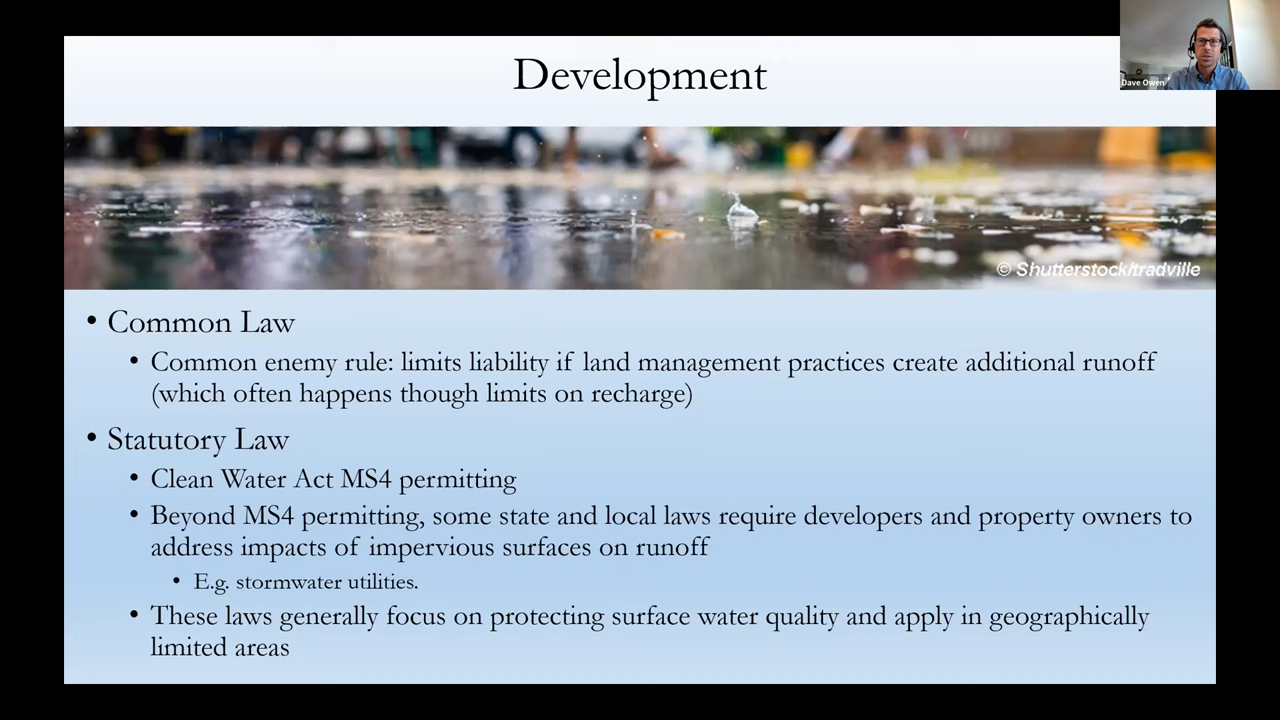 Development
Dave Owen
© Shutterstock/tradville
• Common Law
• Common enemy rule: limits liability if land management practices create additional runoff
(which often happens though limits on recharge)
• Statutory Law
• Clean Water Act MS4 permitting
• Beyond MS4 permitting, some state and local laws require developers and property owners to
address impacts of impervious surfaces on runoff
• E.g. stormwater utilities.
• These laws generally focus on protecting surface water quality and apply in geographically
limited areas